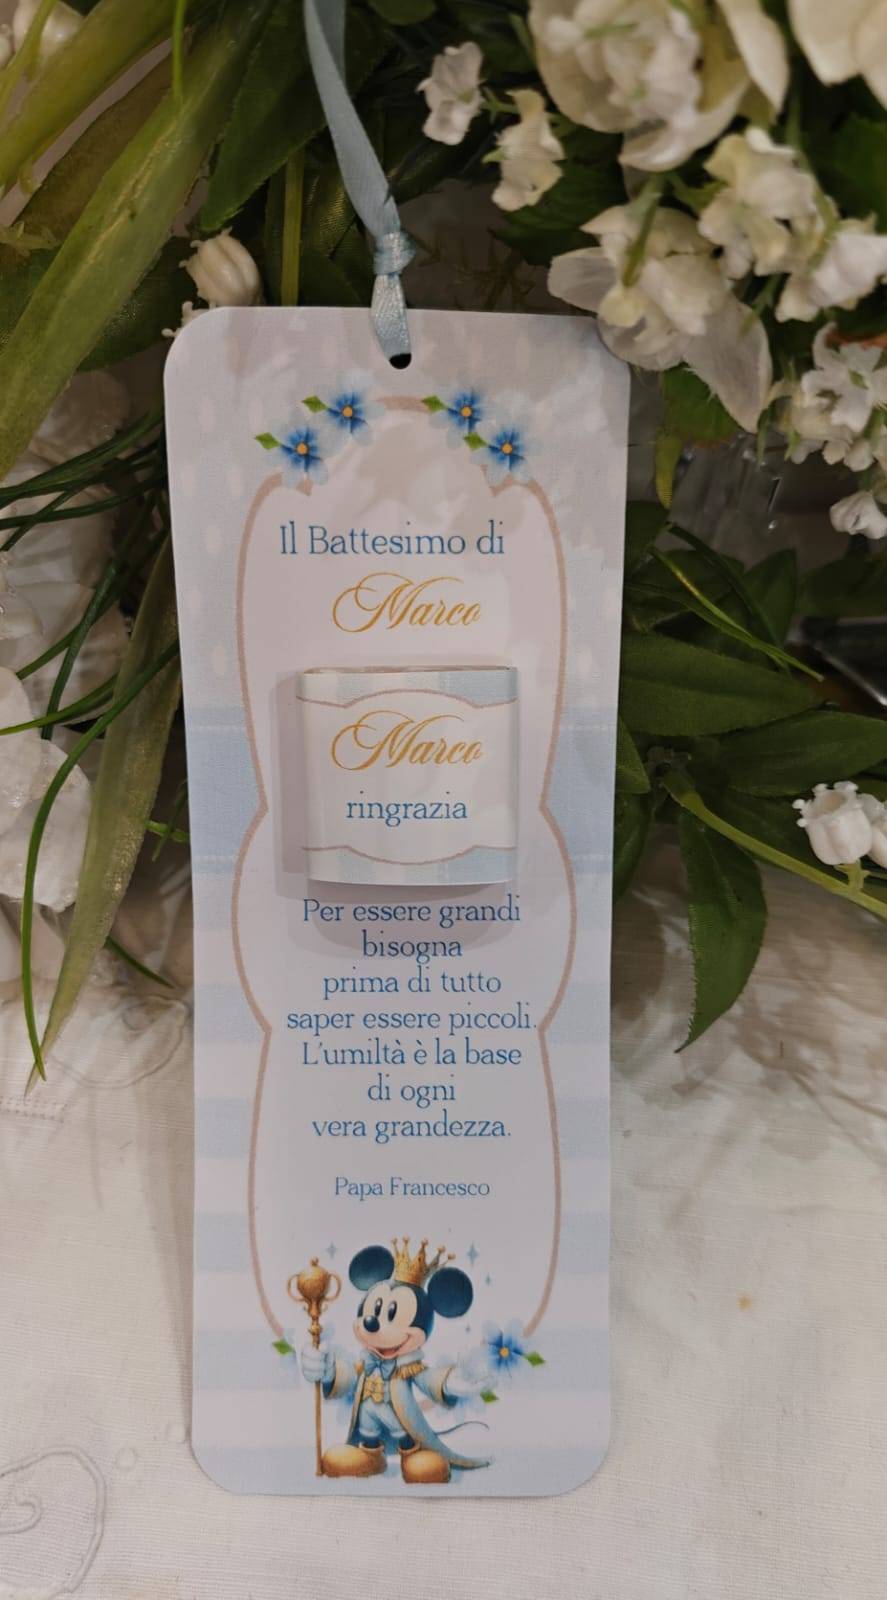 Il Battesimo di
Marco
Marco
ringrazia
Per essere grandi
bisogna
prima di tutto
saper essere piccoli.
L'umiltà è la base
di ogni
vera grandezza.
Papa Francesco